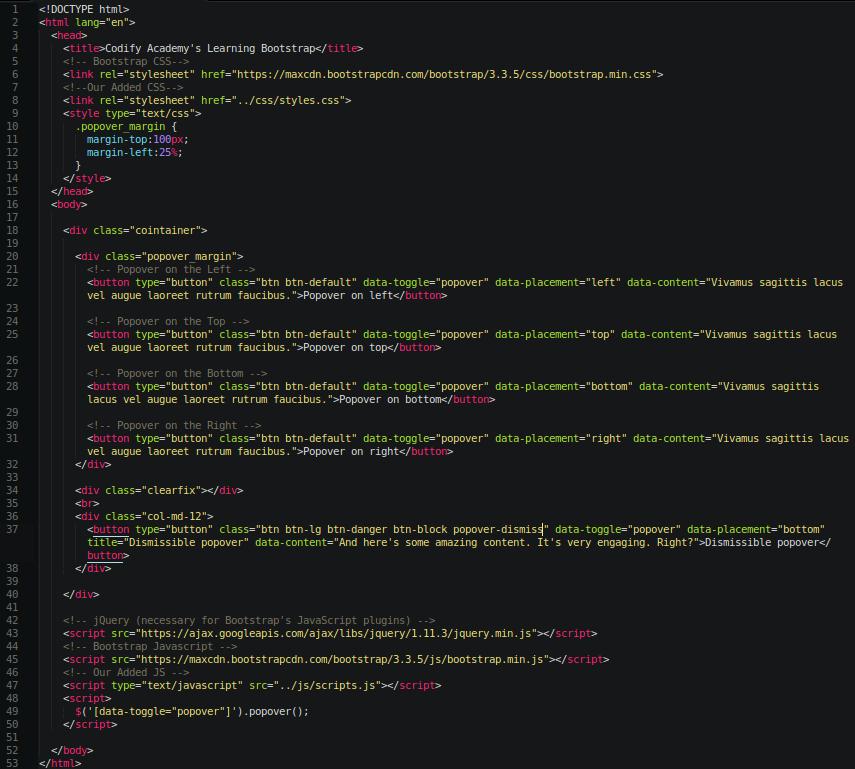 1 <!DOCTYPE html>
2 <html lang="en">
3 <head>
4 <title>Codify Academy's Learning Bootstrap</title>
5 <!-- Bootstrap CSS-->
6 <link rel="stylesheet" href="https://maxcdn.bootstrapcdn.com/bootstrap/3.3.5/css/bootstrap.min.css">
7 <!--Our Added CSS-->
8 <link rel="stylesheet" href="../css/styles.css">
9 <style type="text/css">
10 .popover_margin {
11 margin-top:100px;
12 margin-left:25%;
13 }
14 </style>
15 </head>
16 <body>
17
18 <div class="cointainer">
19
20 <div class="popover_margin">
21 <!-- Popover on the Left -->
22 <button type="button" class="btn btn-default" data-toggle="popover" data-placement="left" data-content="Vivamus sagittis lacus
vel augue laoreet rutrum faucibus.">Popover on left</button>
23
24 <!-- Popover on the Top -->
25 <button type="button" class="btn btn-default" data-toggle="popover" data-placement="top" data-content="Vivamus sagittis lacus
vel augue laoreet rutrum faucibus.">Popover on top</button>
26
27 <!-- Popover on the Bottom -->
28 <button type="button" class="btn btn-default" data-toggle="popover" data-placement="bottom" data-content="Vivamus sagittis
lacus vel augue laoreet rutrum faucibus.">Popover on bottom</button>
29
30 <!-- Popover on the Right -->
31 <button type="button" class="btn btn-default" data-toggle="popover" data-placement="right" data-content="Vivamus sagittis lacus
vel augue laoreet rutrum faucibus.">Popover on right</button>
32 </div>
33
34 <div class="clearfix"></div>
35 <br>
36 <div class="col-md-12">
37 <button type="button" class="btn btn-lg btn-danger btn-block popover-dismiss" data-toggle="popover" data-placement="bottom"
title="Dismissible popover" data-content="And here's some amazing content. It's very engaging. Right?">Dismissible popover</
button>
38 </div>
39
40 </div>
41
42 <!-- jQuery (necessary for Bootstrap's JavaScript plugins) -->
43 <script src="https://ajax.googleapis.com/ajax/libs/jquery/1.11.3/jquery.min.js"></script>
44 <!-- Bootstrap Javascript -->
45 <script src="https://maxcdn.bootstrapcdn.com/bootstrap/3.3.5/js/bootstrap.min.js"></script>
46 <!-- Our Added JS -->
47 <script type="text/javascript" src="../js/scripts.js"></script>
48 <script>
49 $('[data-toggle="popover"]').popover();
50 </script>
51
52 </body>
53 </html>